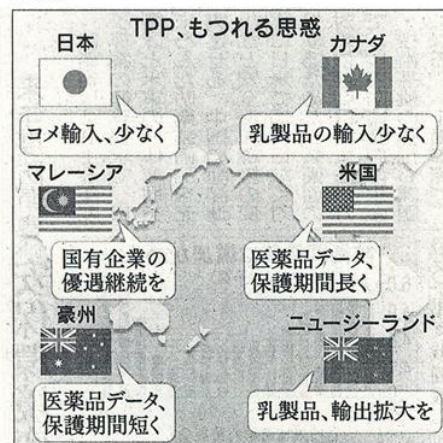 TPP、もつれる思惑
日本
コメ輸入、少なく
カナダ
乳製品の輸入少なく
マレーシア
国有企業の
優遇継続を
米国
医薬品データ、
保護期間長く
豪州
医薬品データ、
保護期間短く
ニュージーランド
乳製品、輸出拡大を